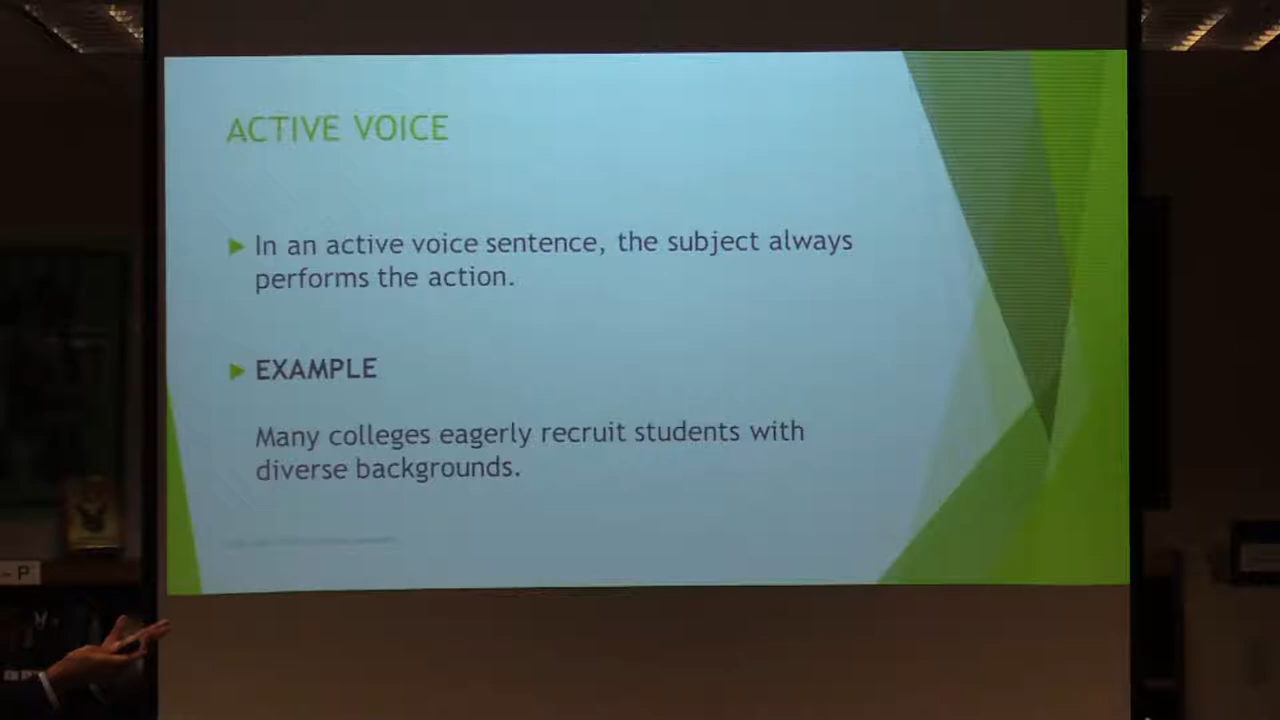 ACTIVE VOICE
In an active voice sentence, the subject always
performs the action.
EXAMPLE
Many colleges eagerly recruit students with
diverse backgrounds.
– P